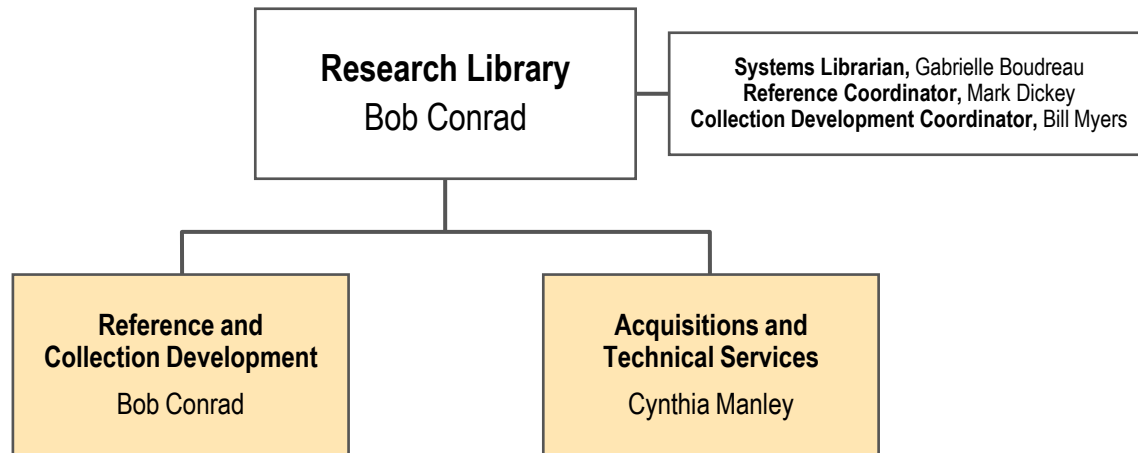 Research Library
Bob Conrad
Systems Librarian, Gabrielle Boudreau
Reference Coordinator, Mark Dickey
Collection Development Coordinator, Bill Myers
Reference and
Collection Development
Bob Conrad
Acquisitions and
Technical Services
Cynthia Manley